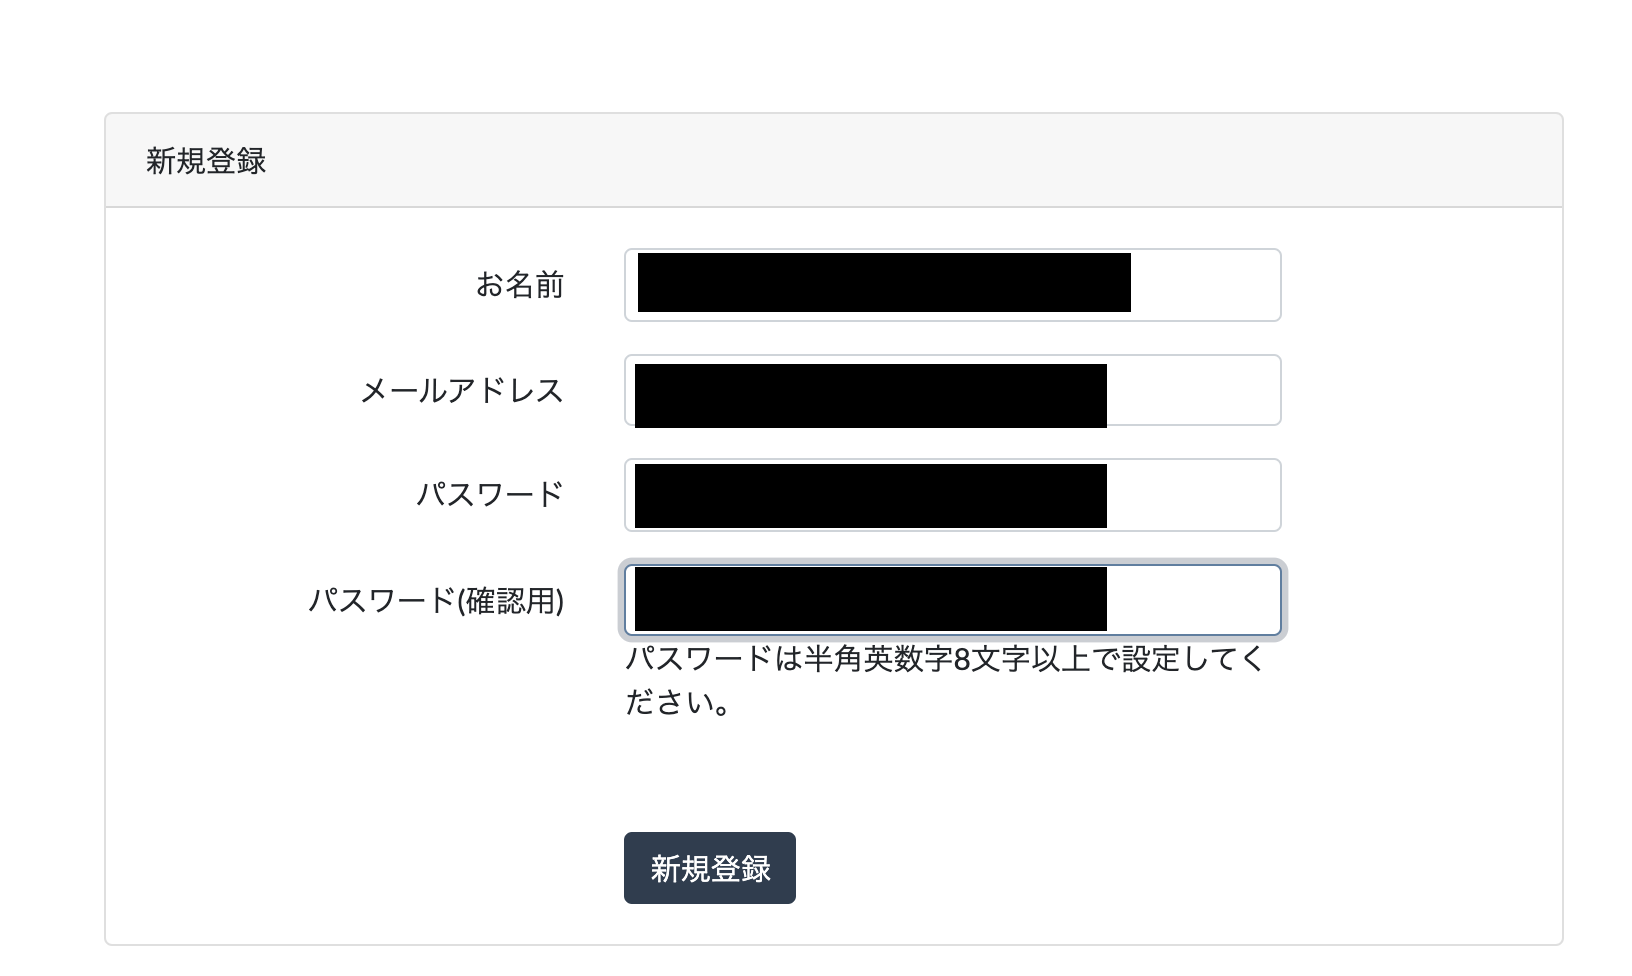 新規登録
お名前
メールアドレス
パスワード
パスワード(確認用)
パスワードは半角英数字8文字以上で設定してく
ださい。
新規登録